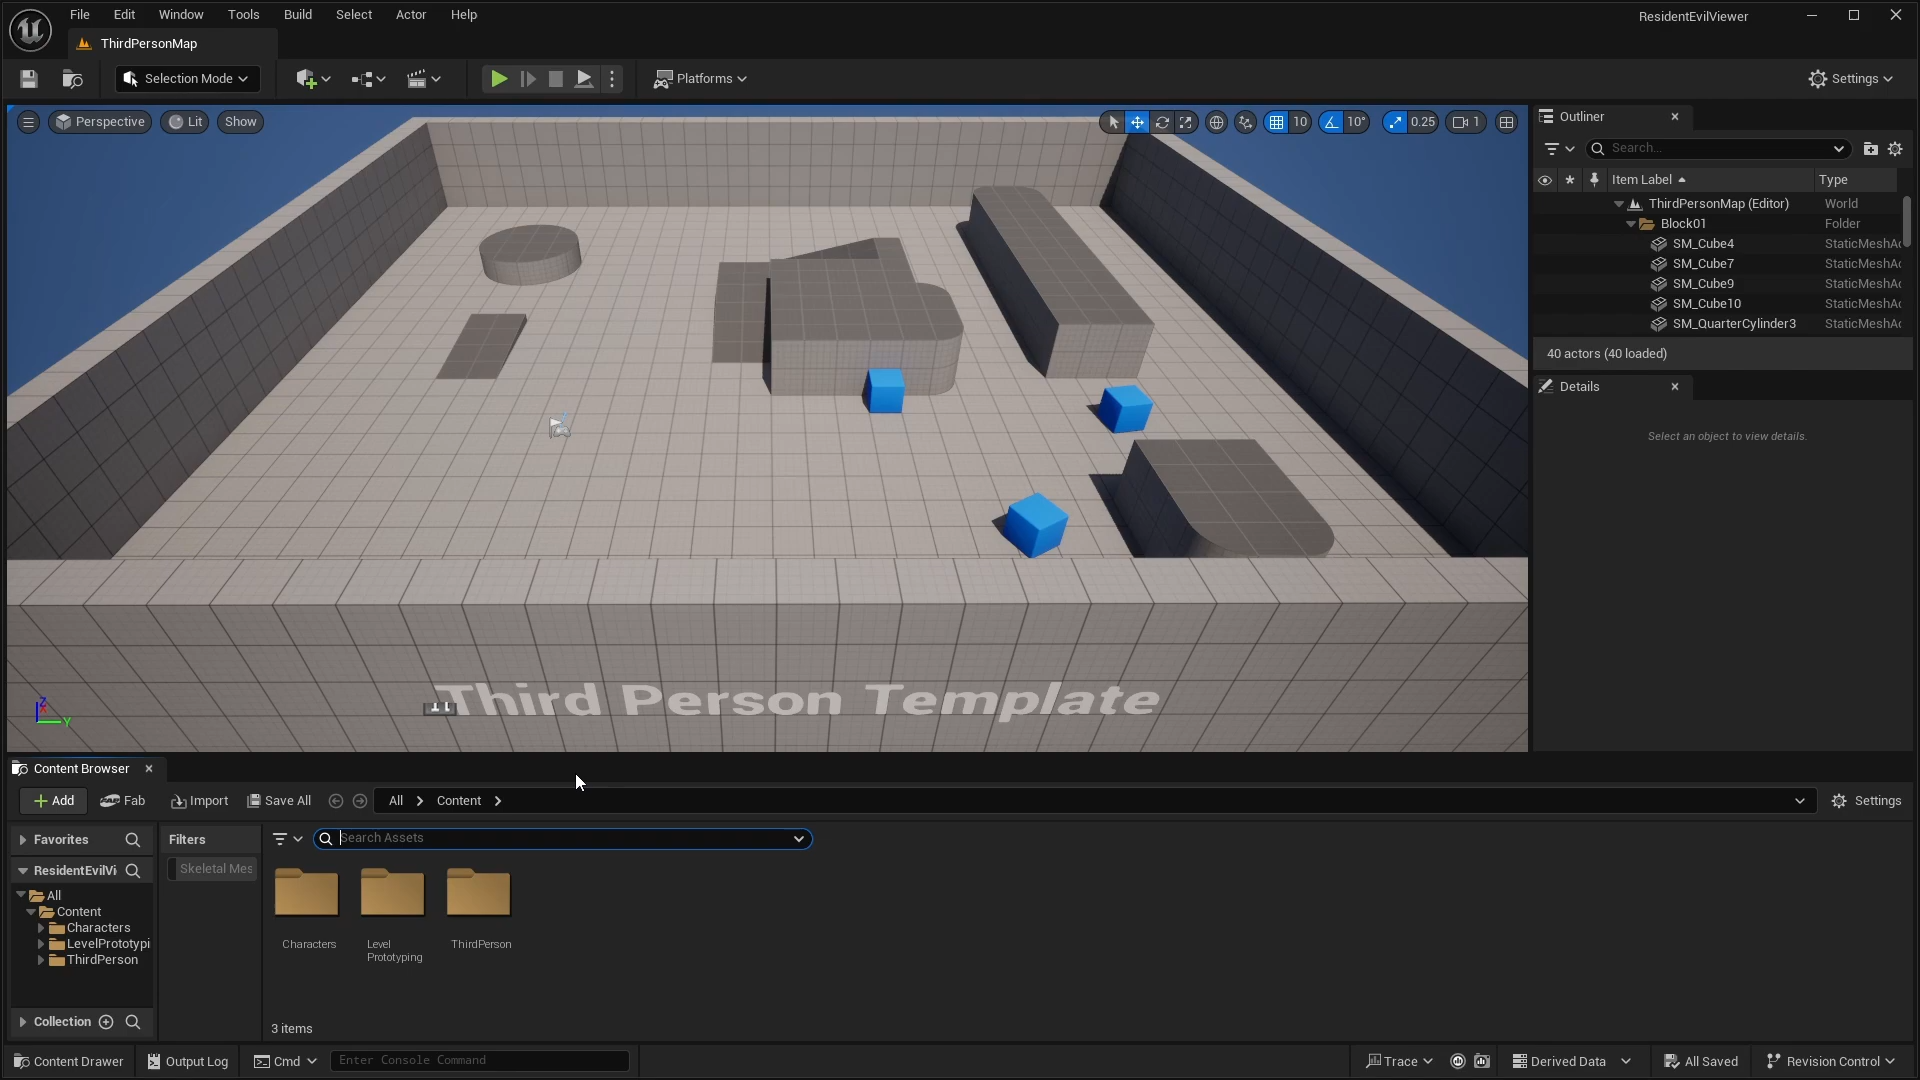 File Edit Window Tools Build Select Actor Help
ResidentEvilViewer
ThirdPersonMap
Selection Mode
Platforms
Settings
Perspective
Lit
Show
10
10°
0.25
1
Outliner
Search...
Item Label
Type
ThirdPersonMap (Editor) World
Block01 Folder
SM_Cube4 StaticMeshAc
SM_Cube7 StaticMeshAc
SM_Cube9 StaticMeshAc
SM_Cube10 StaticMeshAc
SM_QuarterCylinder3 StaticMeshAc
40 actors (40 loaded)
Details
Select an object to view details.
Third Person Template
Z
X
Y
Content Browser
Add
Fab
Import
Save All
All
Content
Settings
Favorites
Filters
Search Assets
ResidentEvilVi
Skeletal Mes
All
Content
Characters
LevelPrototypi
ThirdPerson
Characters
Level
Prototyping
ThirdPerson
Collection
3 items
Content Drawer
Output Log
Cmd
Enter Console Command
Trace
Derived Data
All Saved
Revision Control